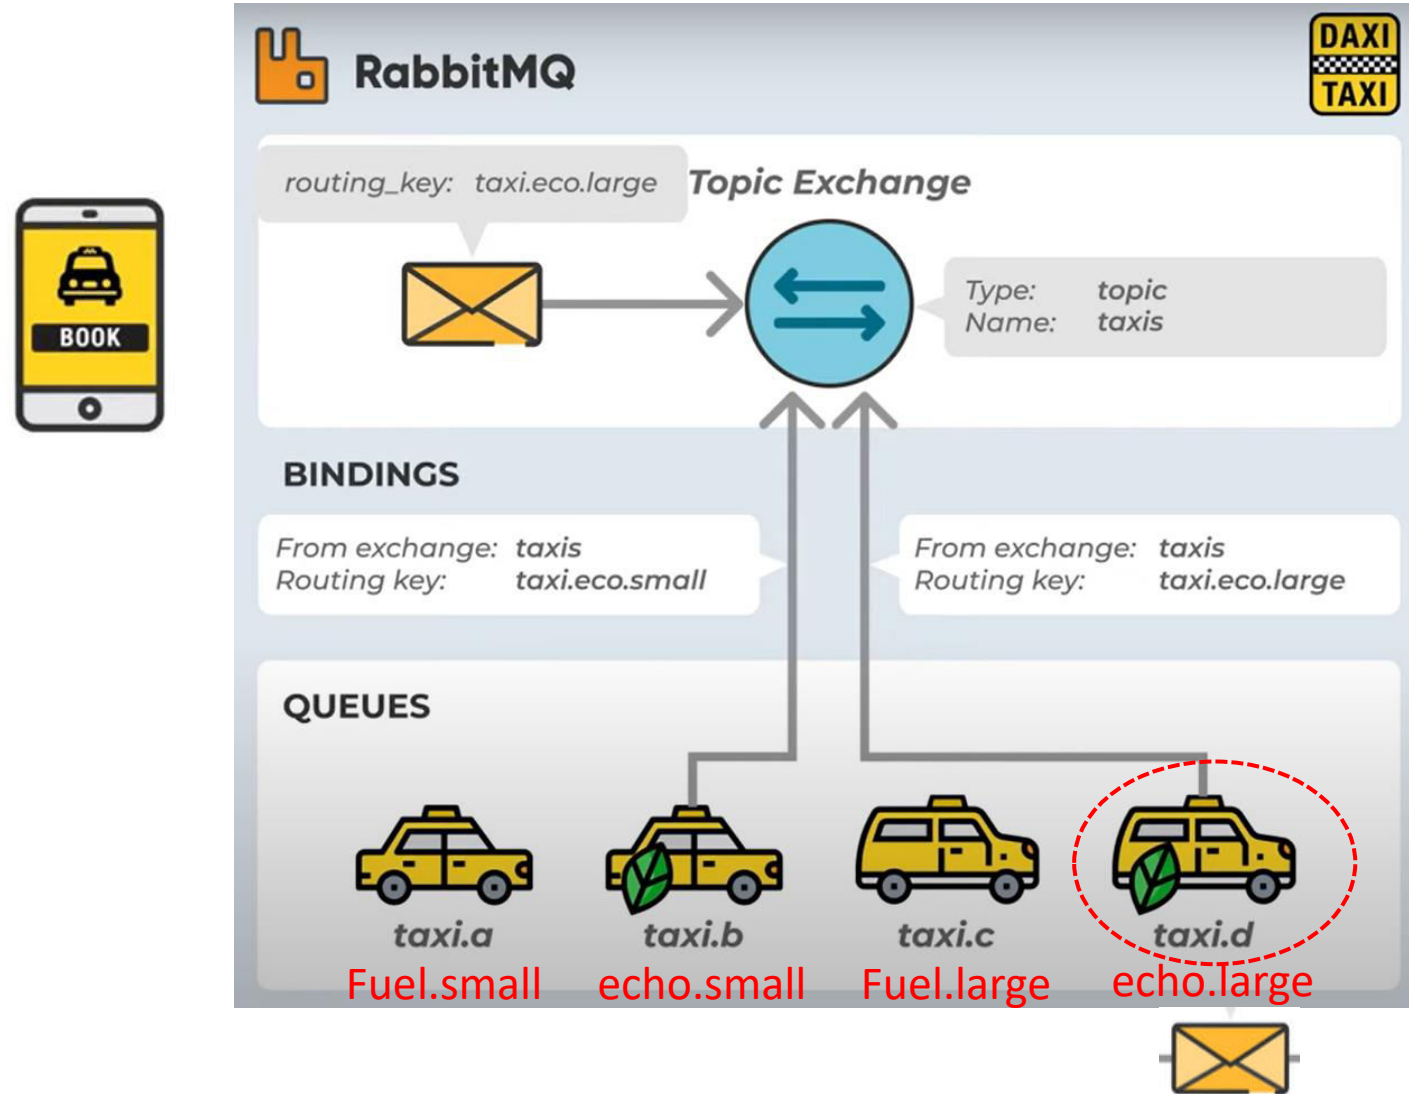 RabbitMQ
DAXI
TAXI
routing_key: taxi.eco.large
Topic Exchange
BOOK
Type: topic
Name: taxis
BINDINGS
From exchange: taxis
Routing key: taxi.eco.small
From exchange: taxis
Routing key: taxi.eco.large
QUEUES
taxi.a taxi.b taxi.c taxi.d
Fuel.small echo.small Fuel.large echo.large